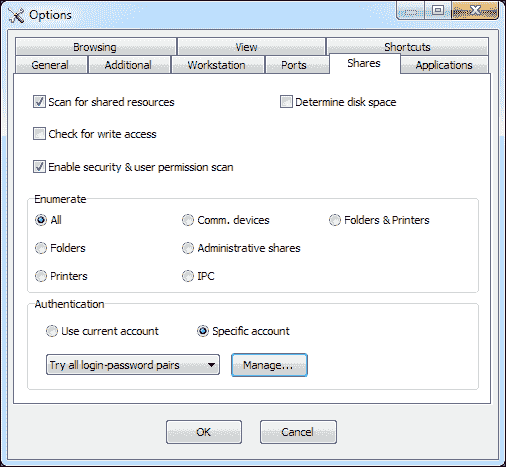 Options
Browsing View Shortcuts
General Additional Workstation Ports Shares Applications
Scan for shared resources Determine disk space
Check for write access
Enable security & user permission scan
Enumerate
All Comm. devices Folders & Printers
Folders Administrative shares
Printers IPC
Authentication
Use current account Specific account
Try all login-password pairs Manage...
OK Cancel